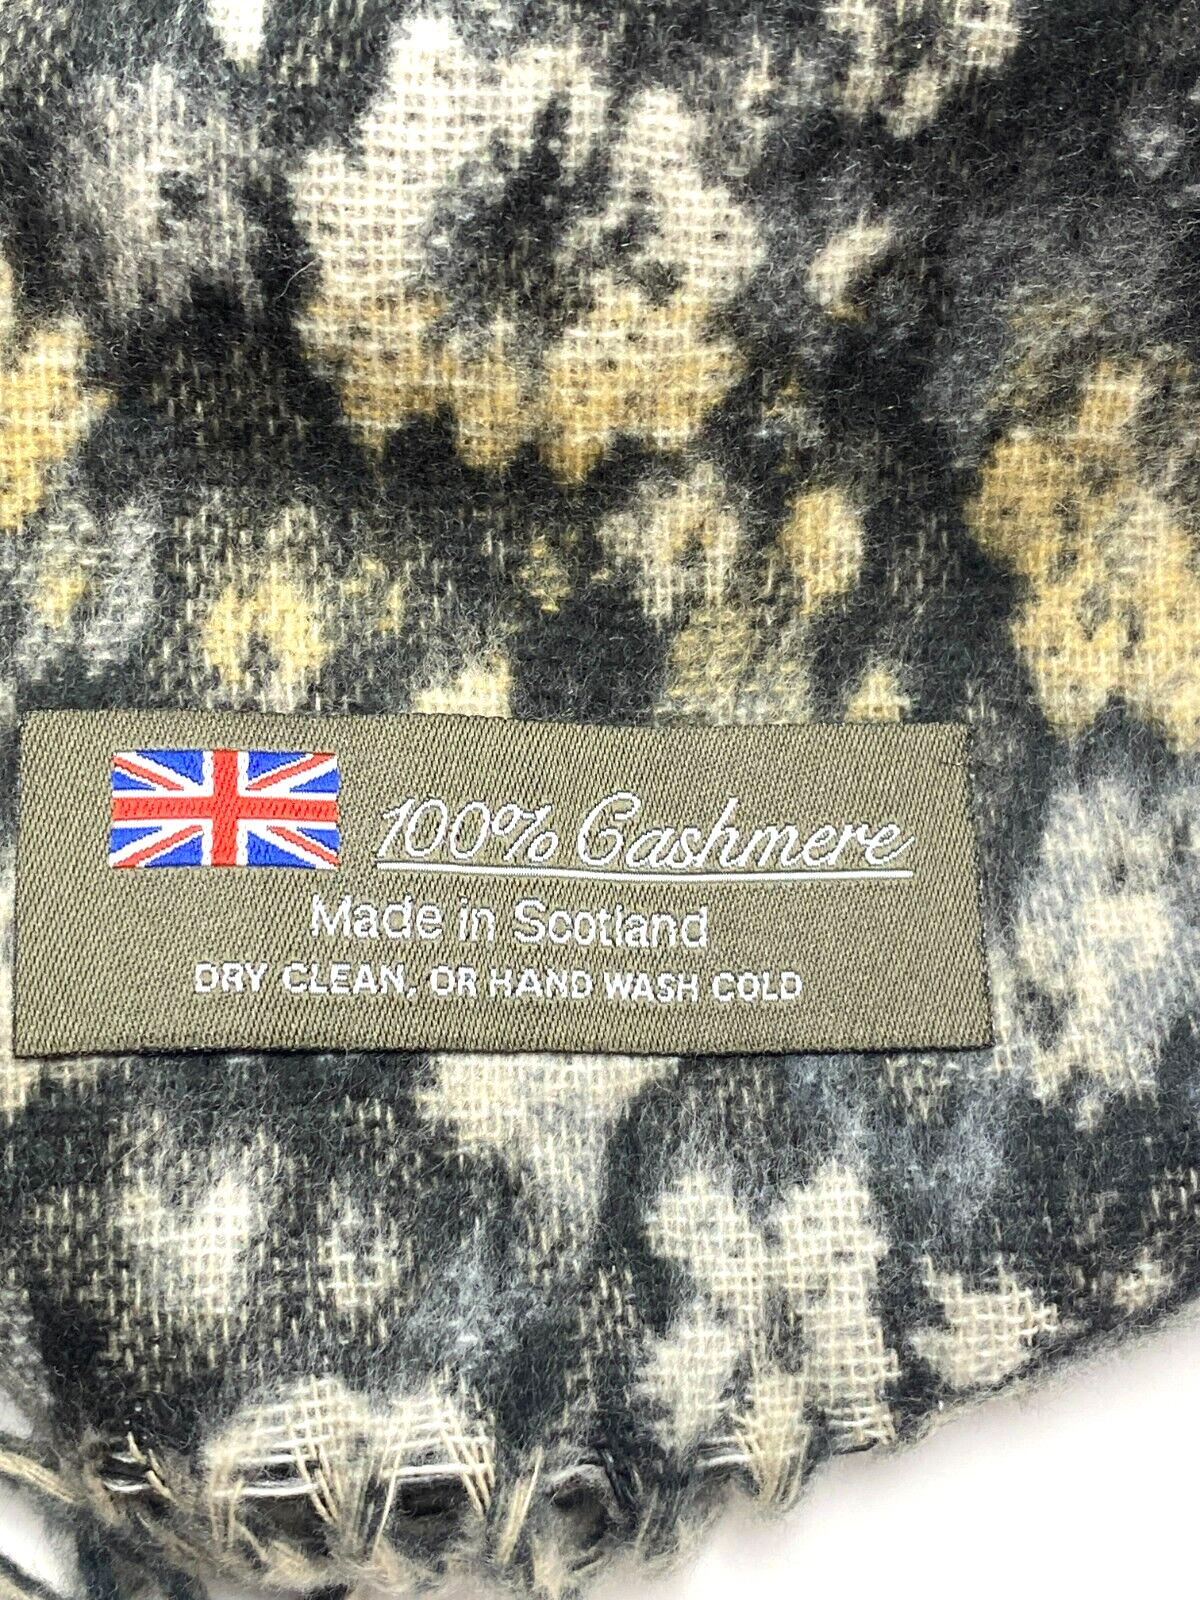 100% Cashmere
Made in Scotland
DRY CLEAN, OR HAND WASH COLD